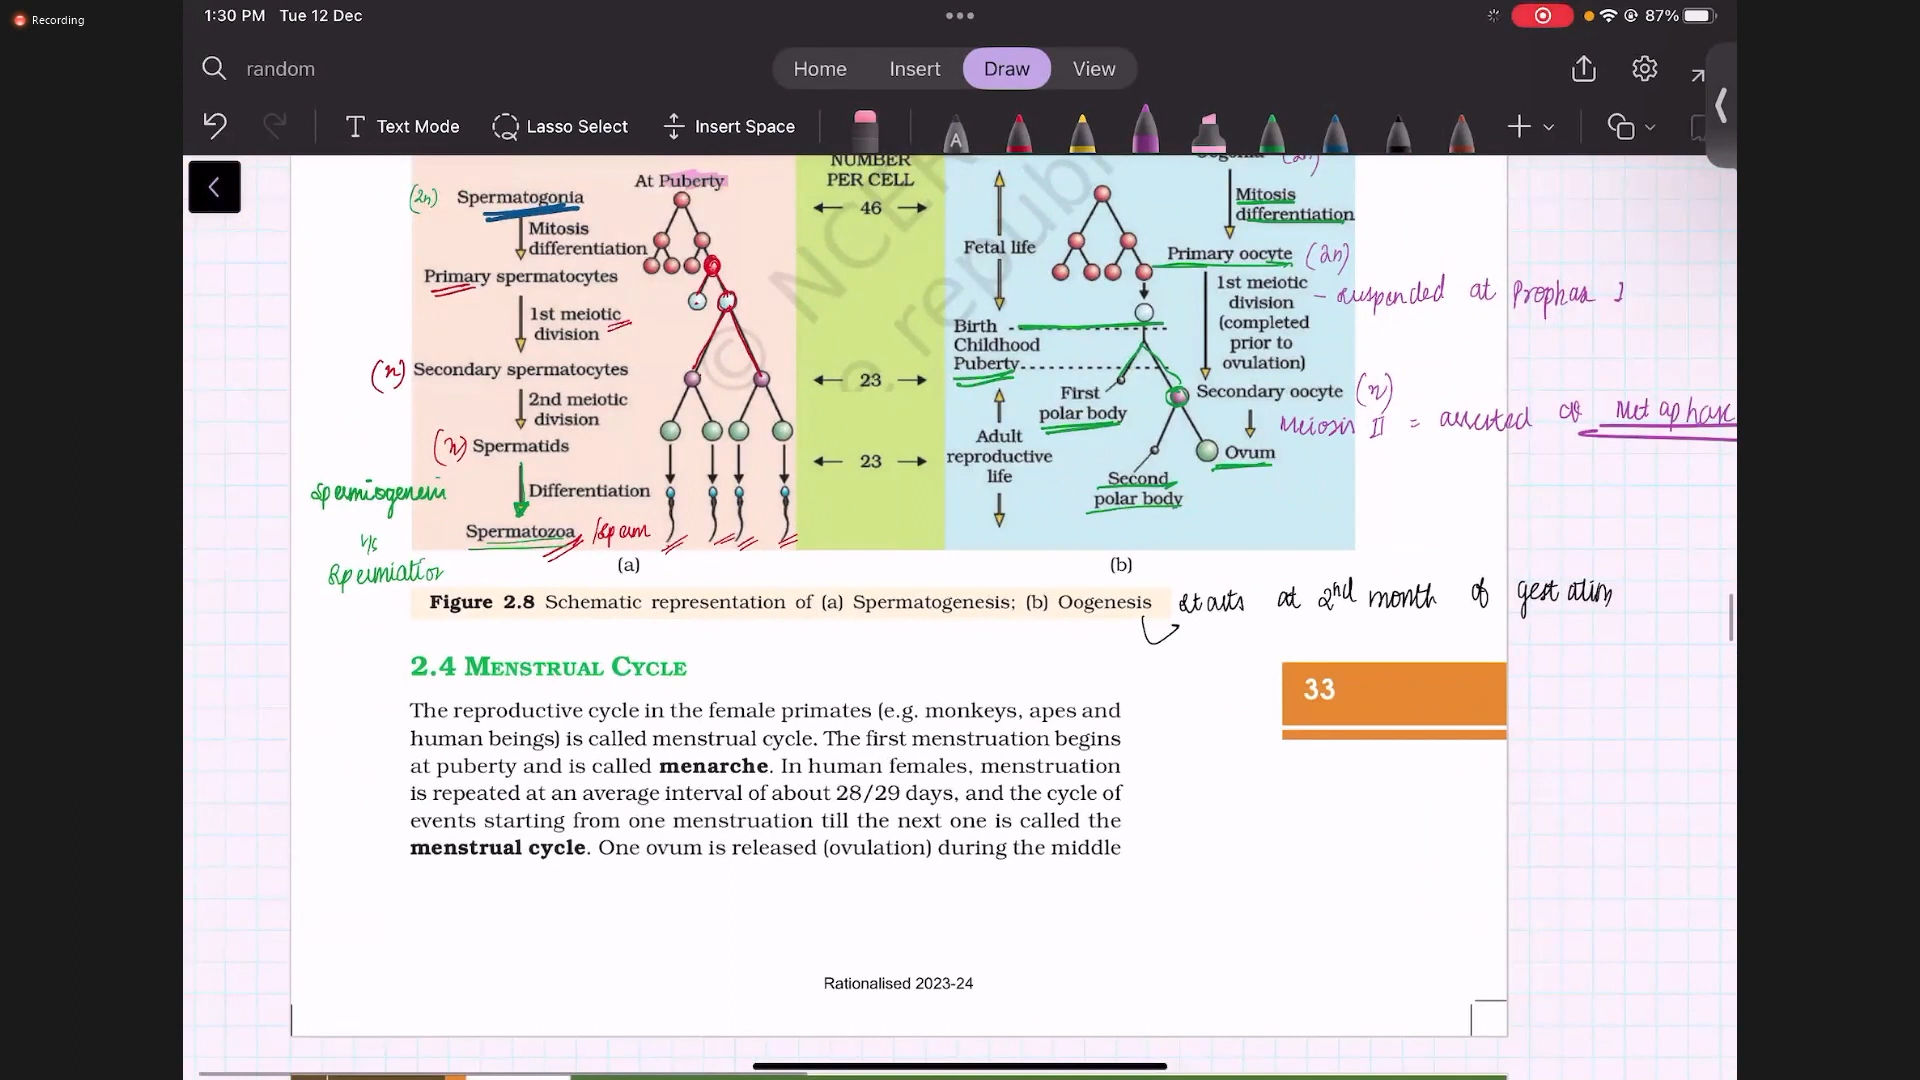 Recording
1:30 PM Tue 12 Dec
87%
random
Home Insert Draw View
Text Mode Lasso Select Insert Space
A
NUMBER
PER CELL
At Puberty
(2n) Spermatogonia
46
Mitosis
differentiation
Primary spermatocytes
1st meiotic
division
(n) Secondary spermatocytes
23
2nd meiotic
division
(n) Spermatids
23
Spermiogenesis
Differentiation
v/s
Spermatozoa /Sperm
Spermiation
(a)
© NCERT
republi
Oogonia (2n)
Mitosis
differentiation
Fetal life
Primary oocyte (2n)
1st meiotic
division
(completed
prior to
ovulation)
- suspended at Prophas I
Birth
Childhood
Puberty
First
polar body
Secondary oocyte (n)
Meiosis II = arrested at Metaphase
Adult
reproductive
life
Ovum
Second
polar body
(b)
Figure 2.8 Schematic representation of (a) Spermatogenesis; (b) Oogenesis
starts at 2nd month of gestation
2.4 MENSTRUAL CYCLE
33
The reproductive cycle in the female primates (e.g. monkeys, apes and
human beings) is called menstrual cycle. The first menstruation begins
at puberty and is called menarche. In human females, menstruation
is repeated at an average interval of about 28/29 days, and the cycle of
events starting from one menstruation till the next one is called the
menstrual cycle. One ovum is released (ovulation) during the middle
Rationalised 2023-24